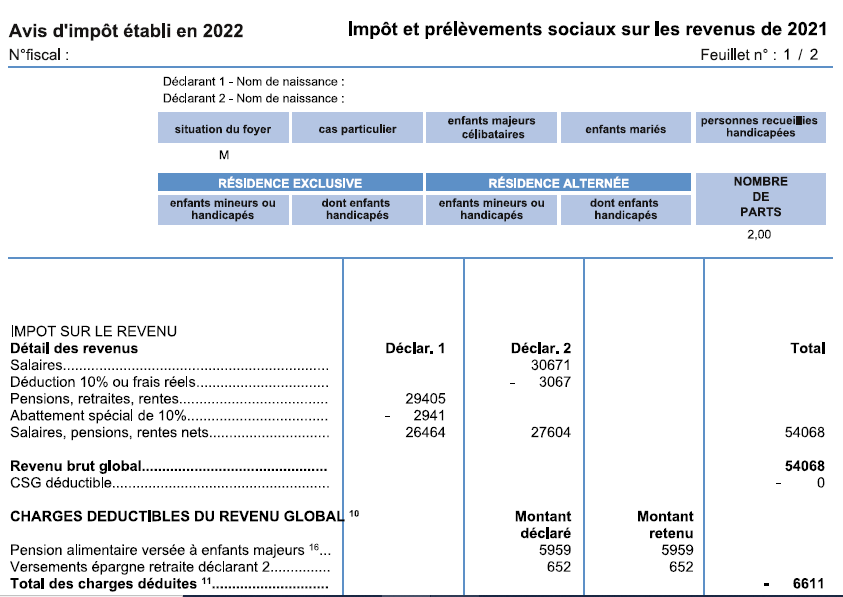 Avis d'impôt établi en 2022 Impôt et prélèvements sociaux sur les revenus de 2021
N°fiscal : Feuillet n° : 1 / 2
Déclarant 1 - Nom de naissance :
Déclarant 2 - Nom de naissance :
situation du foyer cas particulier enfants majeurs célibataires enfants mariés personnes recueillies handicapées
M
RÉSIDENCE EXCLUSIVE RÉSIDENCE ALTERNÉE NOMBRE DE PARTS
enfants mineurs ou handicapés dont enfants handicapés enfants mineurs ou handicapés dont enfants handicapés
2,00
IMPOT SUR LE REVENU
Détail des revenus Déclar. 1 Déclar. 2 Total
Salaires................................................................ 30671
Déduction 10% ou frais réels................................. - 3067
Pensions, retraites, rentes..................................... 29405
Abattement spécial de 10%................................... - 2941
Salaires, pensions, rentes nets............................. 26464 27604 54068
Revenu brut global.............................................. 54068
CSG déductible..................................................... - 0
CHARGES DEDUCTIBLES DU REVENU GLOBAL 10 Montant déclaré Montant retenu
Pension alimentaire versée à enfants majeurs 16... 5959 5959
Versements épargne retraite déclarant 2.............. 652 652
Total des charges déduites 11............................ - 6611